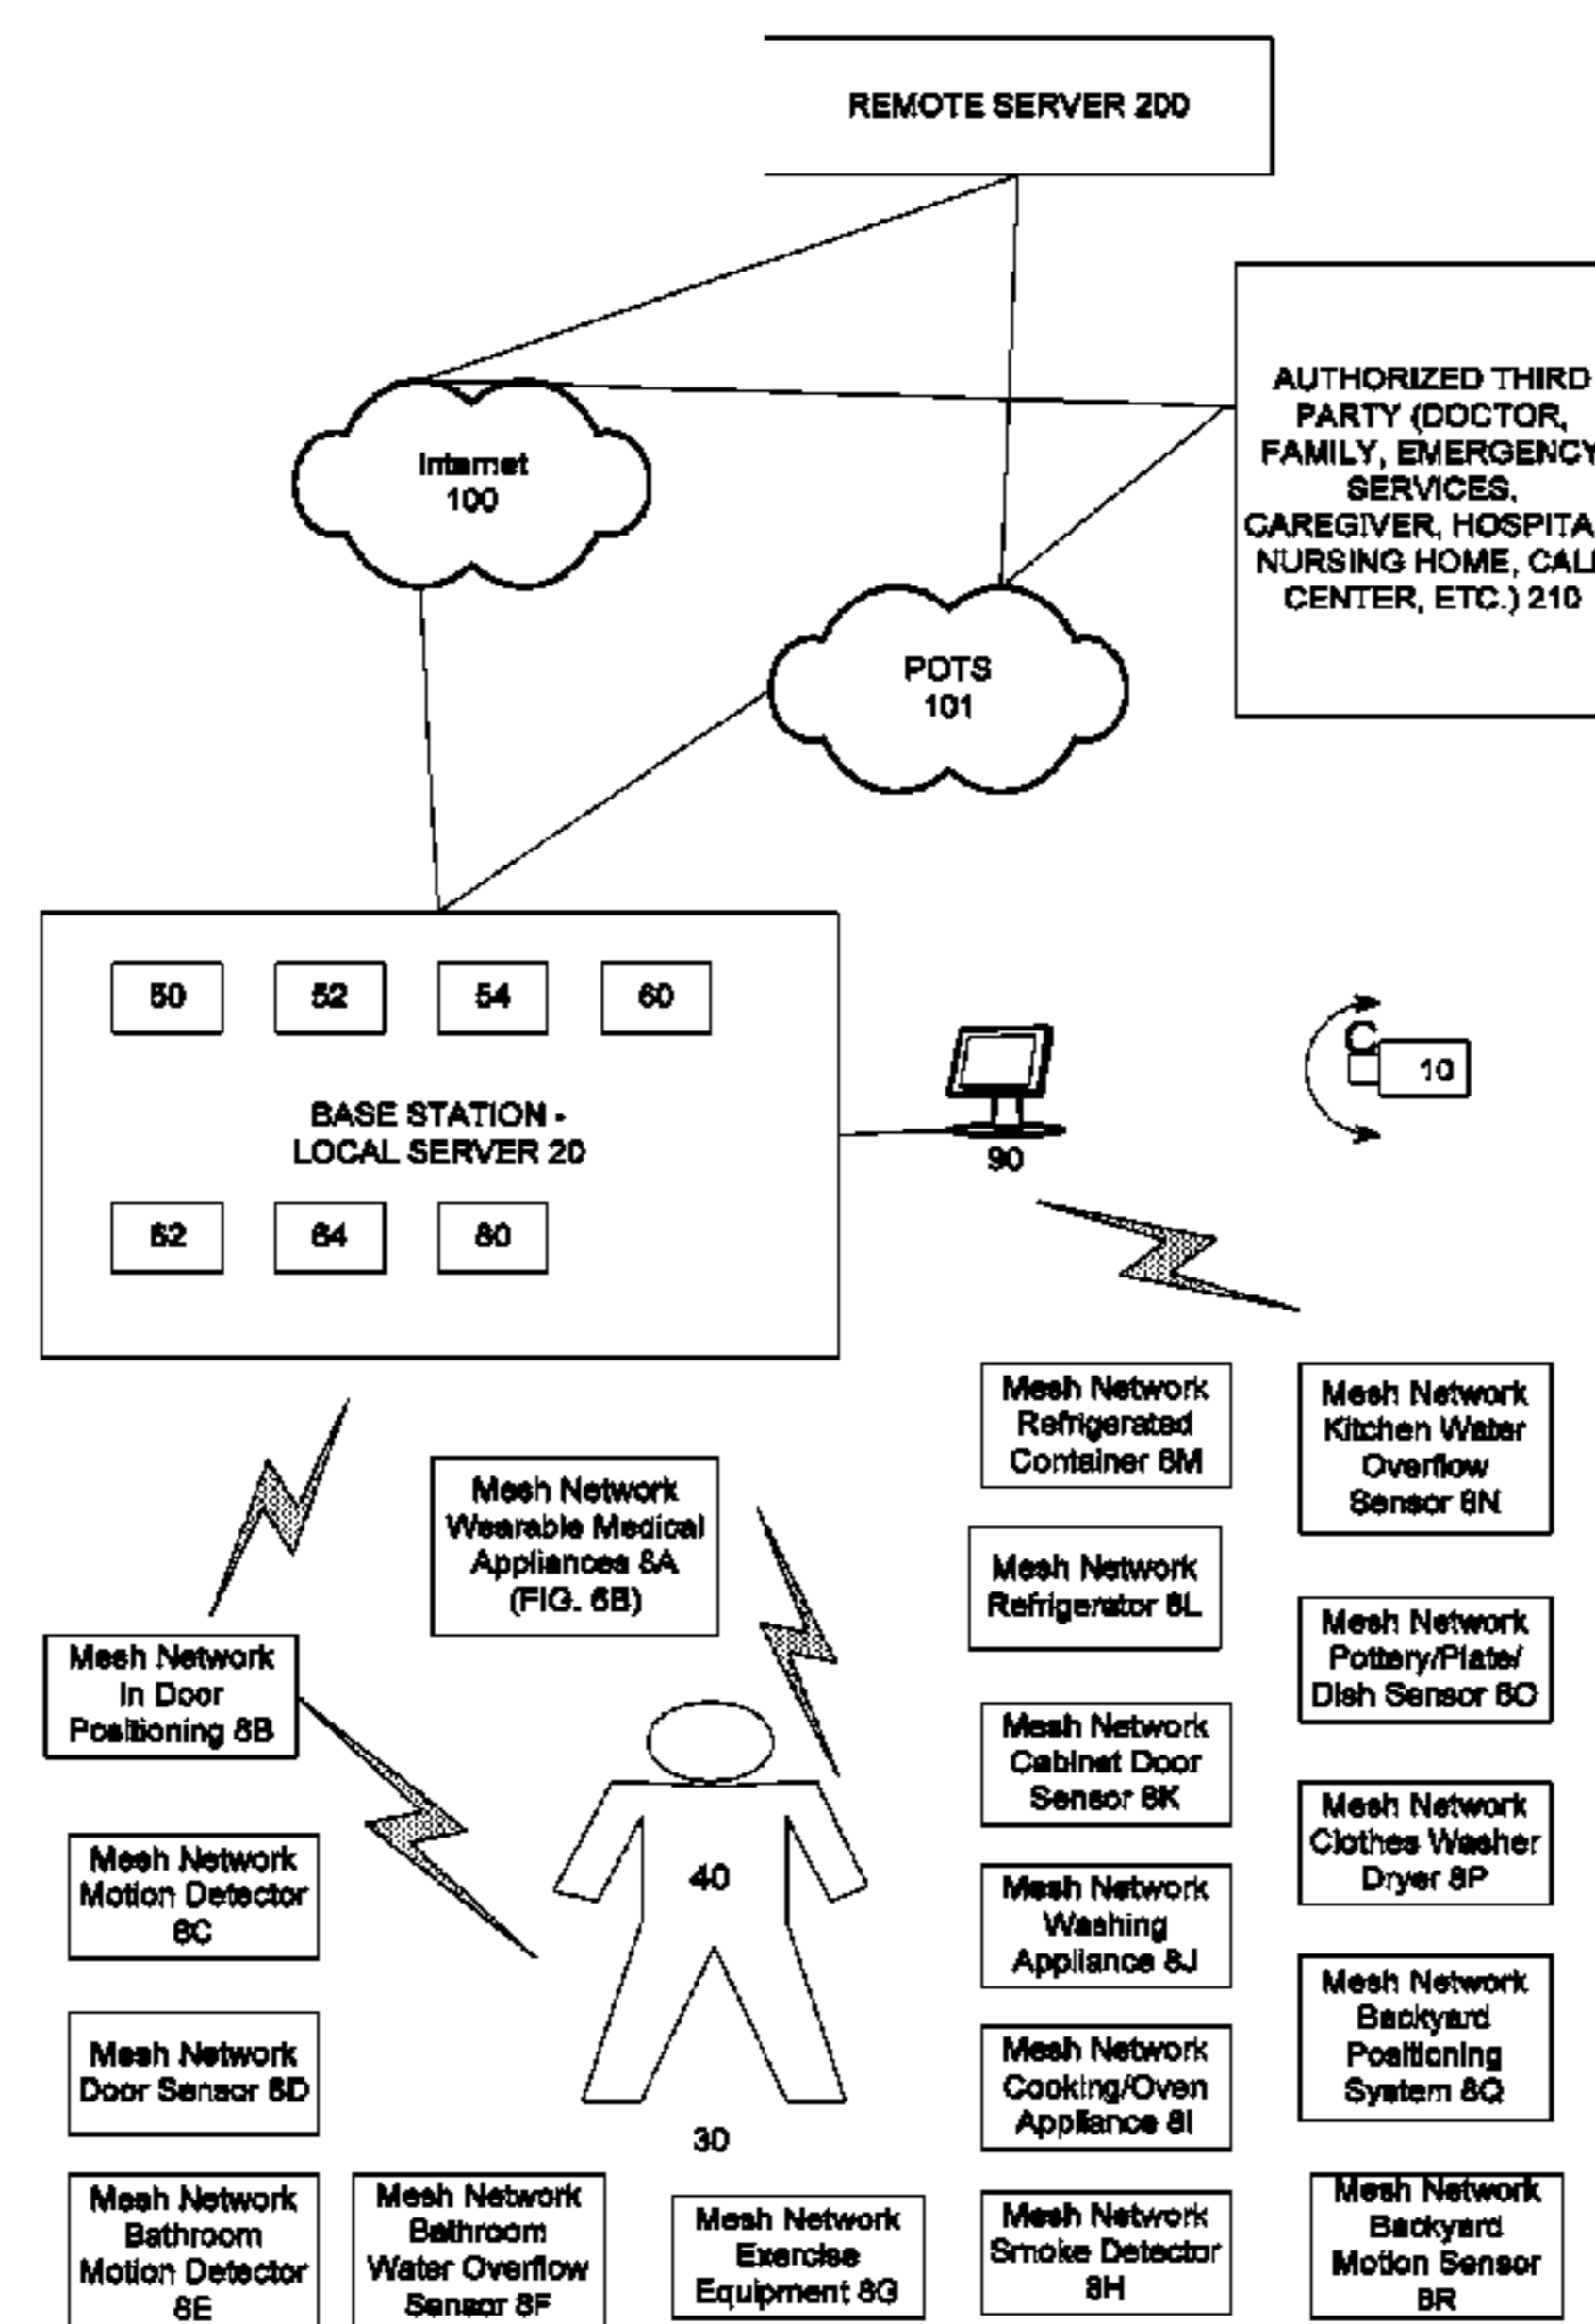 REMOTE SERVER 200
AUTHORIZED THIRD
PARTY (DOCTOR,
FAMILY, EMERGENCY
SERVICES,
CAREGIVER, HOSPITA
NURSING HOME, CALL
CENTER, ETC.) 210
Internet
100
POTS
101
50
52
54
60
BASE STATION -
LOCAL SERVER 20
62
64
80
90
C
10
Mesh Network
Wearable Medical
Appliances 8A
(FIG. 6B)
Mesh Network
In Door
Positioning 8B
Mesh Network
Motion Detector
8C
Mesh Network
Door Sensor 8D
Mesh Network
Bathroom
Motion Detector
8E
Mesh Network
Bathroom
Water Overflow
Sensor 8F
40
30
Mesh Network
Exercise
Equipment 8G
Mesh Network
Refrigerated
Container 8M
Mesh Network
Refrigerator 8L
Mesh Network
Cabinet Door
Sensor 8K
Mesh Network
Washing
Appliance 8J
Mesh Network
Cooking/Oven
Appliance 8I
Mesh Network
Smoke Detector
8H
Mesh Network
Kitchen Water
Overflow
Sensor 8N
Mesh Network
Pottery/Plate/
Dish Sensor 8O
Mesh Network
Clothes Washer
Dryer 8P
Mesh Network
Backyard
Positioning
System 8Q
Mesh Network
Backyard
Motion Sensor
8R